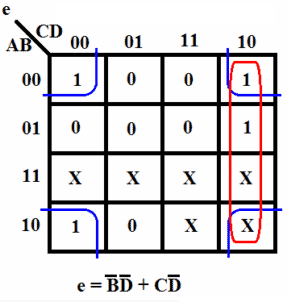 e
CD
AB 00 01 11 10
00 1 0 0 1
01 0 0 0 1
11 X X X X
10 1 0 X X
e = B̅D̅ + CD̅